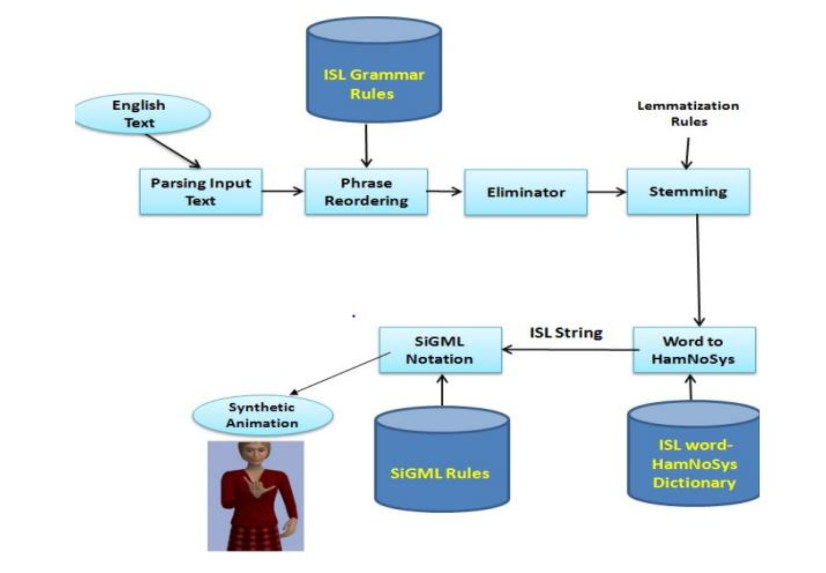 ISL Grammar
Rules
English
Text
Lemmatization
Rules
Parsing Input
Text
Phrase
Reordering
Eliminator
Stemming
SiGML
Notation
ISL String
Word to
HamNoSys
Synthetic
Animation
SiGML Rules
ISL word-
HamNoSys
Dictionary